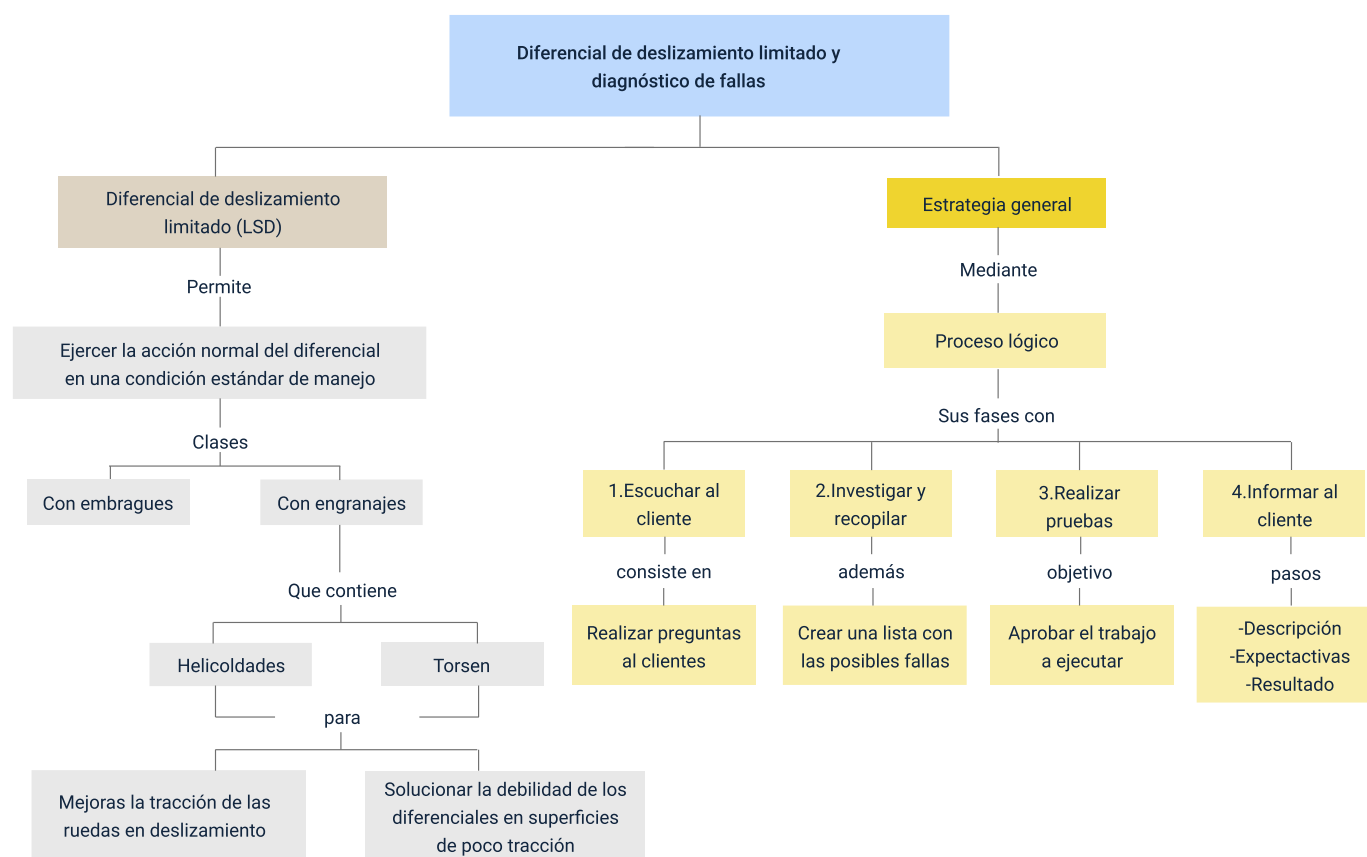 Diferencial de deslizamiento limitado y
diagnóstico de fallas
Diferencial de deslizamiento
limitado (LSD)
Permite
Ejercer la acción normal del diferencial
en una condición estándar de manejo
Clases
Con embragues
Con engranajes
Que contiene
Helicoldades
Torsen
para
Mejoras la tracción de las
ruedas en deslizamiento
Solucionar la debilidad de los
diferenciales en superficies
de poco tracción
Estrategia general
Mediante
Proceso lógico
Sus fases con
1.Escuchar al
cliente
consiste en
Realizar preguntas
al clientes
2.Investigar y
recopilar
además
Crear una lista con
las posibles fallas
3.Realizar
pruebas
objetivo
Aprobar el trabajo
a ejecutar
4.Informar al
cliente
pasos
-Descripción
-Expectactivas
-Resultado